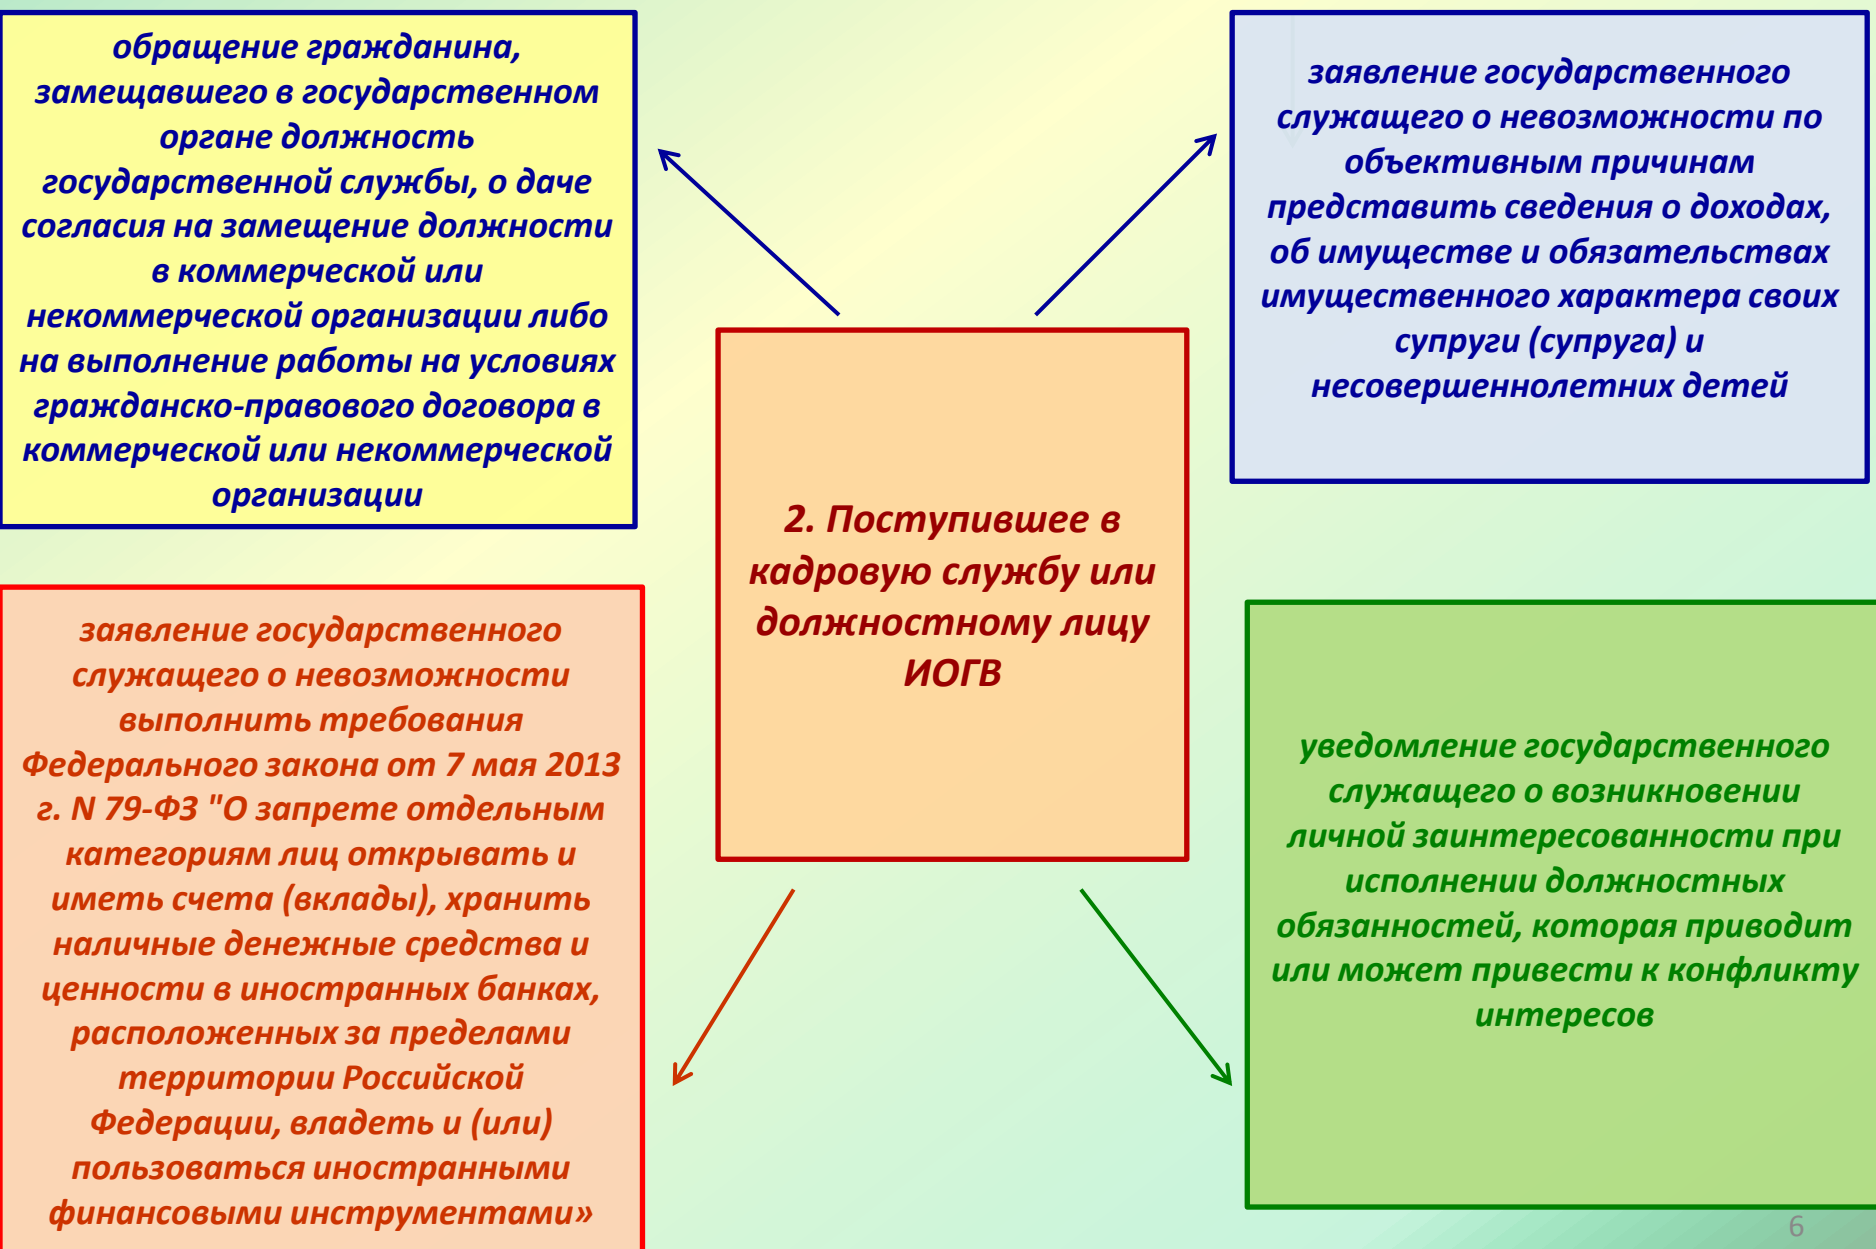 обращение гражданина,
замещавшего в государственном
органе должность
государственной службы, о даче
согласия на замещение должности
в коммерческой или
некоммерческой организации либо
на выполнение работы на условиях
гражданско-правового договора в
коммерческой или некоммерческой
организации
заявление государственного
служащего о невозможности по
объективным причинам
представить сведения о доходах,
об имуществе и обязательствах
имущественного характера своих
супруги (супруга) и
несовершеннолетних детей
2. Поступившее в
кадровую службу или
должностному лицу
ИОГВ
заявление государственного
служащего о невозможности
выполнить требования
Федерального закона от 7 мая 2013
г. N 79-ФЗ "О запрете отдельным
категориям лиц открывать и
иметь счета (вклады), хранить
наличные денежные средства и
ценности в иностранных банках,
расположенных за пределами
территории Российской
Федерации, владеть и (или)
пользоваться иностранными
финансовыми инструментами»
уведомление государственного
служащего о возникновении
личной заинтересованности при
исполнении должностных
обязанностей, которая приводит
или может привести к конфликту
интересов
6